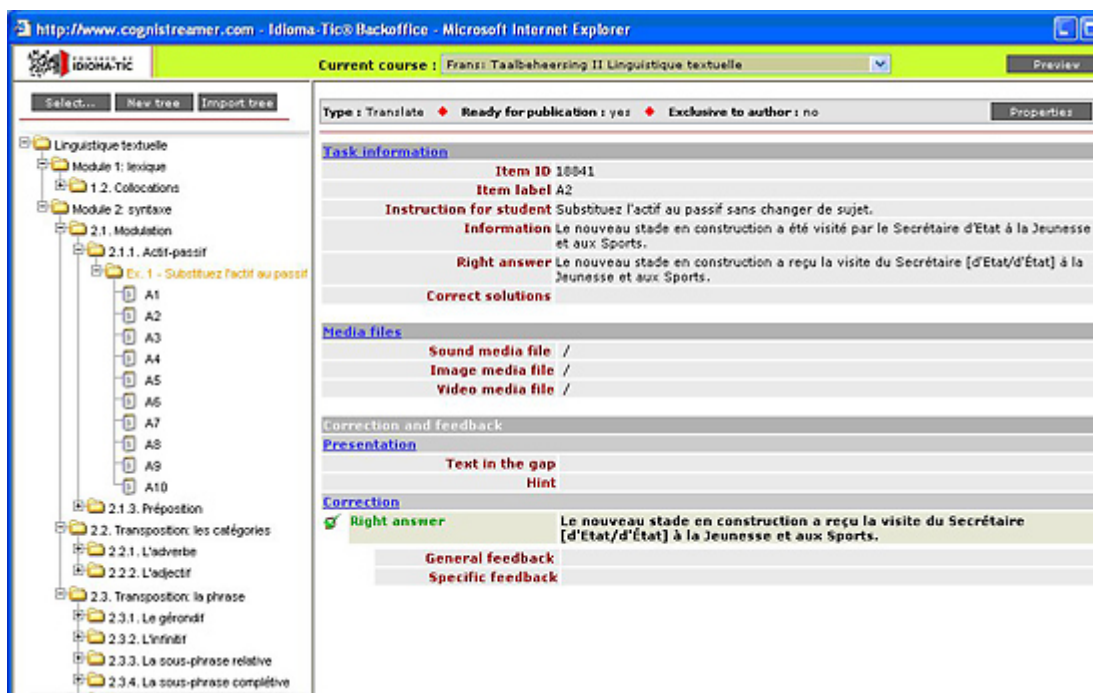 http://www.cognistreamer.com - Idioma-Tic® Backoffice - Microsoft Internet Explorer
POWERED BY
IDIOMA-TIC
Current course : Frans: Taalbeheersing II Linguistique textuelle
Preview
Select... New tree Import tree
Linguistique textuelle
Module 1: lexique
1.2. Collocations
Module 2: syntaxe
2.1. Modulation
2.1.1. Actif-passif
Ex. 1 - Substituez l'actif au passif
A1
A2
A3
A4
A5
A6
A7
A8
A9
A10
2.1.3. Préposition
2.2. Transposition: les catégories
2.2.1. L'adverbe
2.2.2. L'adjectif
2.3. Transposition: la phrase
2.3.1. Le gérondif
2.3.2. L'infinitif
2.3.3. La sous-phrase relative
2.3.4. La sous-phrase complétive
Type : Translate ♦ Ready for publication : yes ♦ Exclusive to author : no
Properties
Task information
Item ID 18841
Item label A2
Instruction for student Substituez l'actif au passif sans changer de sujet.
Information Le nouveau stade en construction a été visité par le Secrétaire d'Etat à la Jeunesse
et aux Sports.
Right answer Le nouveau stade en construction a reçu la visite du Secrétaire [d'Etat/d'État] à la
Jeunesse et aux Sports.
Correct solutions
Media files
Sound media file /
Image media file /
Video media file /
Correction and feedback
Presentation
Text in the gap
Hint
Correction
Right answer Le nouveau stade en construction a reçu la visite du Secrétaire
[d'Etat/d'État] à la Jeunesse et aux Sports.
General feedback
Specific feedback